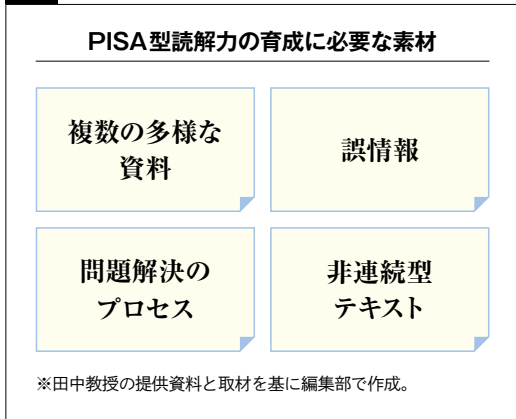 PISA型読解力の育成に必要な素材
複数の多様な
資料
誤情報
問題解決の
プロセス
非連続型
テキスト
※田中教授の提供資料と取材を基に編集部で作成。